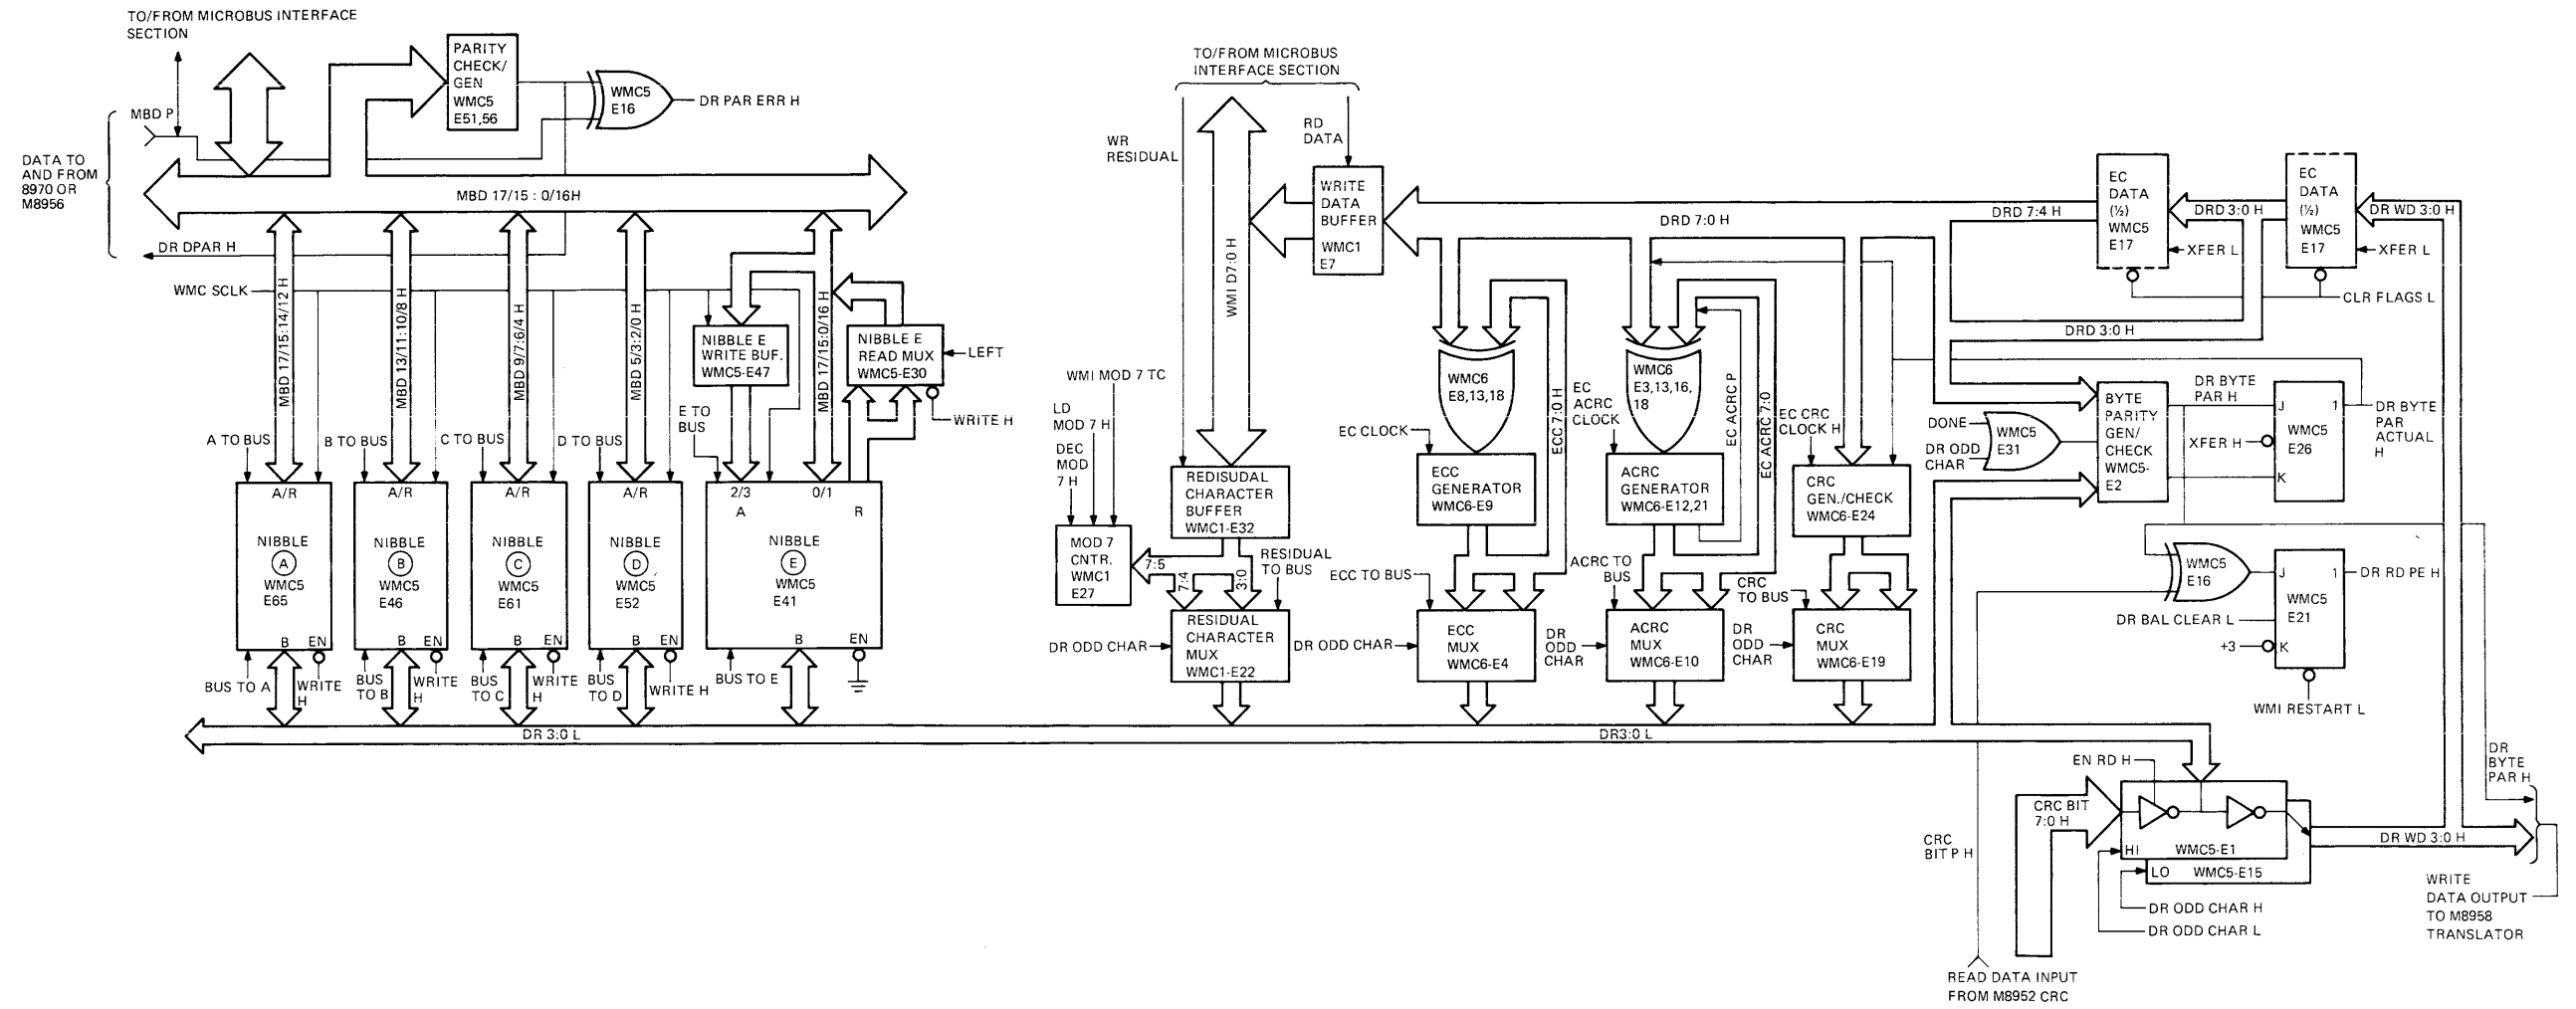 TO/FROM MICROBUS INTERFACE
SECTION
MBD P
DATA TO
AND FROM
8970 OR
M8956
PARITY
CHECK/
GEN
WMC5
E51,56
WMC5
E16
DR PAR ERR H
MBD 17/15 : 0/16H
DR DPAR H
WMC SCLK
MBD 17/15:14/12 H
MBD 13/11:10/8 H
MBD 9/7:6/4 H
MBD 5/3:2/0 H
MBD 17/15:0/16 H
NIBBLE E
WRITE BUF.
WMC5-E47
NIBBLE E
READ MUX
WMC5-E30
LEFT
WRITE H
A TO BUS
B TO BUS
C TO BUS
D TO BUS
E TO
BUS
A/R
NIBBLE
A
WMC5
E65
B EN
A/R
NIBBLE
B
WMC5
E46
B EN
A/R
NIBBLE
C
WMC5
E61
B EN
A/R
NIBBLE
D
WMC5
E52
B EN
2/3 0/1
A R
NIBBLE
E
WMC5
E41
B EN
BUS TO A
WRITE
H
BUS
TO B
WRITE
H
BUS
TO C
WRITE
H
BUS
TO D
WRITE H
BUS TO E
DR 3:0 L
TO/FROM MICROBUS
INTERFACE SECTION
WR
RESIDUAL
RD
DATA
WMI D7:0 H
WRITE
DATA
BUFFER
WMC1
E7
DRD 7:0 H
WMI MOD 7 TC
LD
MOD 7 H
DEC
MOD
7 H
MOD 7
CNTR.
WMC1
E27
REDISUDAL
CHARACTER
BUFFER
WMC1-E32
7:5
7:4
3:0
RESIDUAL
TO BUS
DR ODD CHAR
RESIDUAL
CHARACTER
MUX
WMC1-E22
WMC6
E8,13,18
ECC 7:0 H
EC CLOCK
ECC
GENERATOR
WMC6-E9
ECC TO BUS
DR ODD CHAR
ECC
MUX
WMC6-E4
WMC6
E3,13,16,
18
EC
ACRC
CLOCK
EC ACRC P
EC ACRC 7:0
ACRC
GENERATOR
WMC6-E12,21
ACRC TO
BUS
DR
ODD
CHAR
ACRC
MUX
WMC6-E10
EC CRC
CLOCK H
CRC
GEN./CHECK
WMC6-E24
CRC
TO BUS
DR
ODD
CHAR
CRC
MUX
WMC6-E19
DR3:0 L
EC
DATA
(½)
WMC5
E17
EC
DATA
(½)
WMC5
E17
DRD 7:4 H
DRD 3:0 H
DR WD 3:0 H
XFER L
XFER L
CLR FLAGS L
DRD 3:0 H
BYTE
PARITY
GEN/
CHECK
WMC5-
E2
DONE
DR ODD
CHAR
WMC5
E31
DR BYTE
PAR H
XFER H
J 1
WMC5
E26
K
DR BYTE
PAR
ACTUAL
H
WMC5
E16
J 1
WMC5
E21
K
DR RD PE H
DR BAL CLEAR L
+3
WMI RESTART L
EN RD H
CRC BIT
7:0 H
HI WMC5-E1
LO WMC5-E15
DR ODD CHAR H
DR ODD CHAR L
CRC
BIT P H
READ DATA INPUT
FROM M8952 CRC
DR
BYTE
PAR H
DR WD 3:0 H
WRITE
DATA OUTPUT
TO M8958
TRANSLATOR